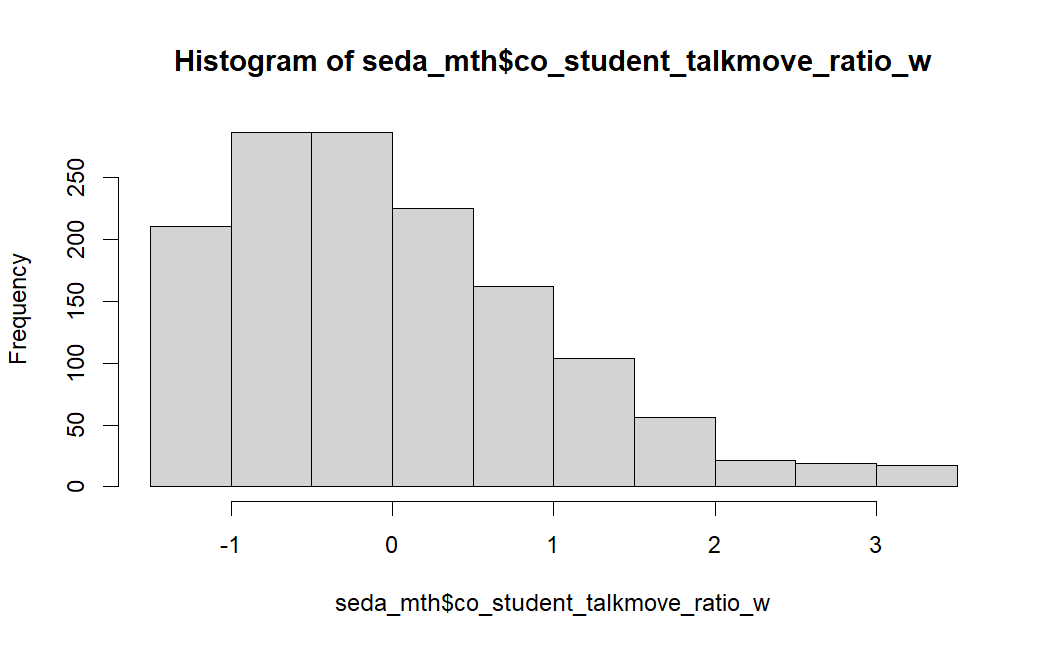 Histogram of seda_mth$co_student_talkmove_ratio_w
Frequency
250
200
150
100
50
0
-1 0 1 2 3
seda_mth$co_student_talkmove_ratio_w